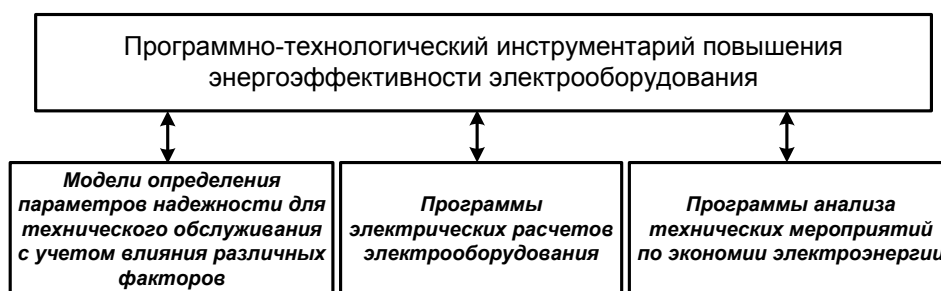 Программно-технологический инструментарий повышения
энергоэффективности электрооборудования
Модели определения
параметров надежности для
технического обслуживания
с учетом влияния различных
факторов
Программы
электрических расчетов
электрооборудования
Программы анализа
технических мероприятий
по экономии электроэнергии